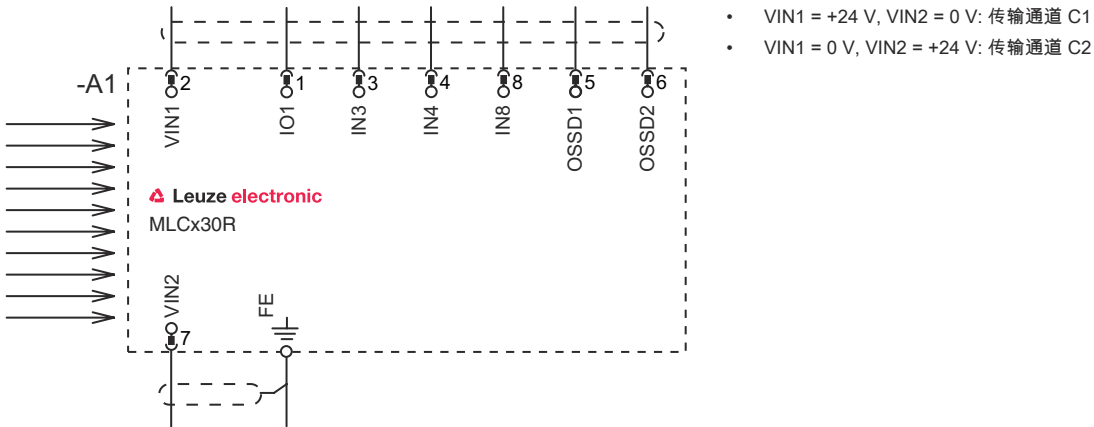 • VIN1 = +24 V, VIN2 = 0 V: 传输通道 C1
• VIN1 = 0 V, VIN2 = +24 V: 传输通道 C2
-A1
2 1 3 4 8 5 6
VIN1 IO1 IN3 IN4 IN8 OSSD1 OSSD2
Leuze electronic
MLCx30R
VIN2 FE
7